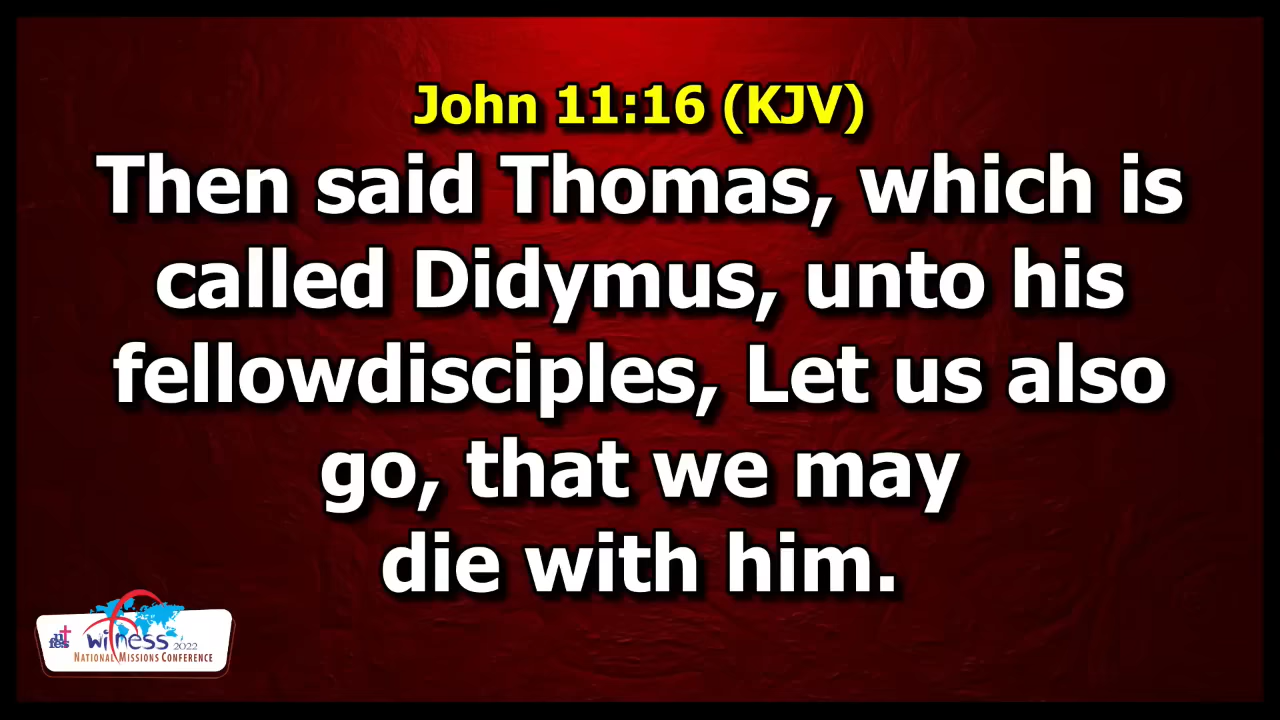 John 11:16 (KJV)
Then said Thomas, which is
called Didymus, unto his
fellowdisciples, Let us also
go, that we may
die with him.
nifes
witness 2022
NATIONAL MISSIONS CONFERENCE